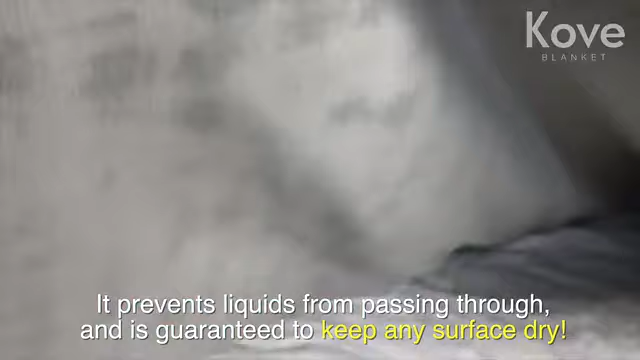 Kove
BLANKET
It prevents liquids from passing through,
and is guaranteed to keep any surface dry!